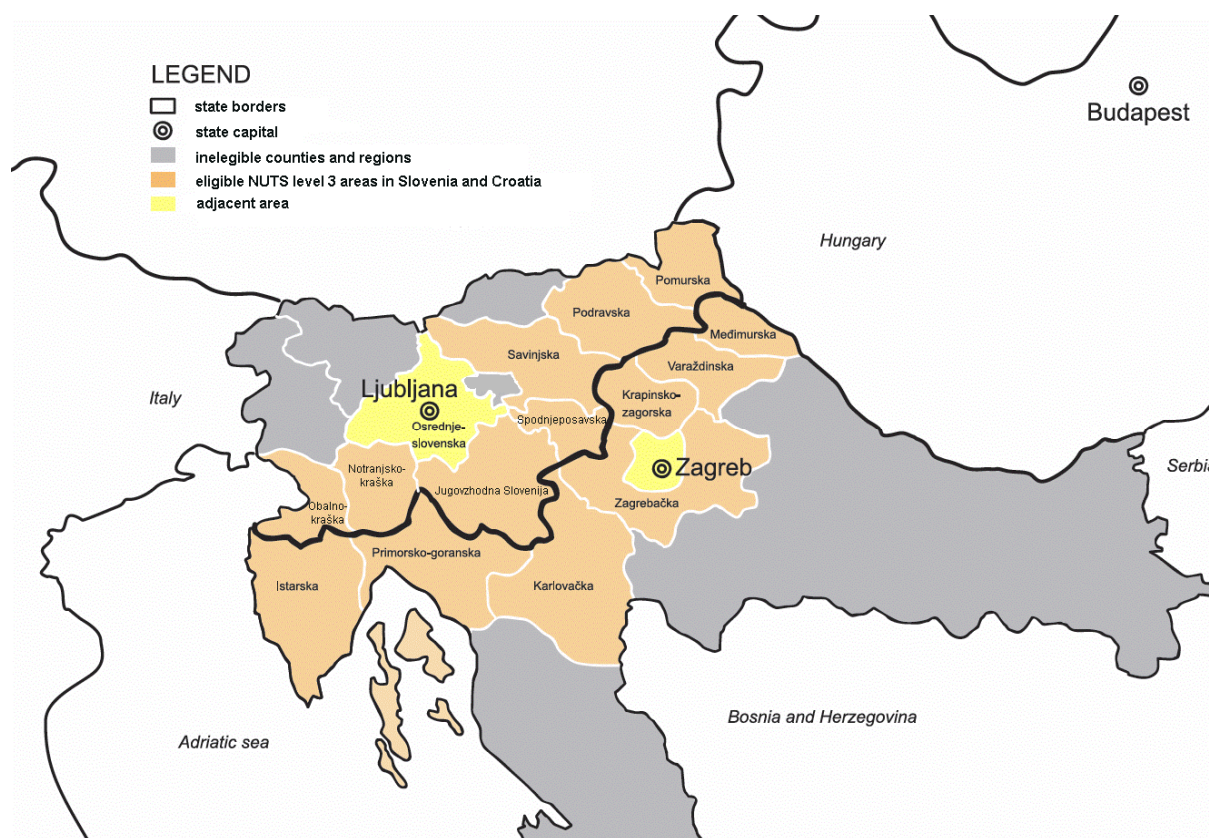 LEGEND
state borders
state capital
inelegible counties and regions
eligible NUTS level 3 areas in Slovenia and Croatia
adjacent area
Budapest
Hungary
Pomurska
Podravska
Međimurska
Savinjska
Varaždinska
Italy
Ljubljana
Krapinsko-
zagorska
Osrednje-
slovenska
Spodnjeposavska
Serbia
Notranjsko-
kraška
Zagreb
Jugovzhodna Slovenija
Zagrebačka
Obalno-
kraška
Primorsko-goranska
Istarska
Karlovačka
Bosnia and Herzegovina
Adriatic sea